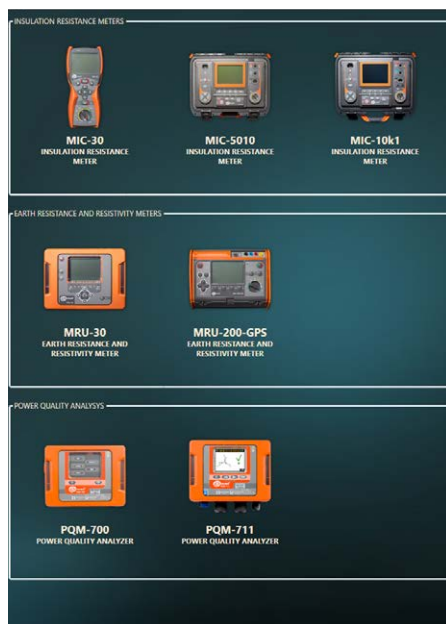 INSULATION RESISTANCE METERS
MIC-30
INSULATION RESISTANCE
METER
MIC-5010
INSULATION RESISTANCE
METER
MIC-10k1
INSULATION RESISTANCE
METER
EARTH RESISTANCE AND RESISTIVITY METERS
MRU-30
EARTH RESISTANCE AND
RESISTIVITY METER
MRU-200-GPS
EARTH RESISTANCE AND
RESISTIVITY METER
POWER QUALITY ANALYSYS
PQM-700
POWER QUALITY ANALYZER
PQM-711
POWER QUALITY ANALYZER